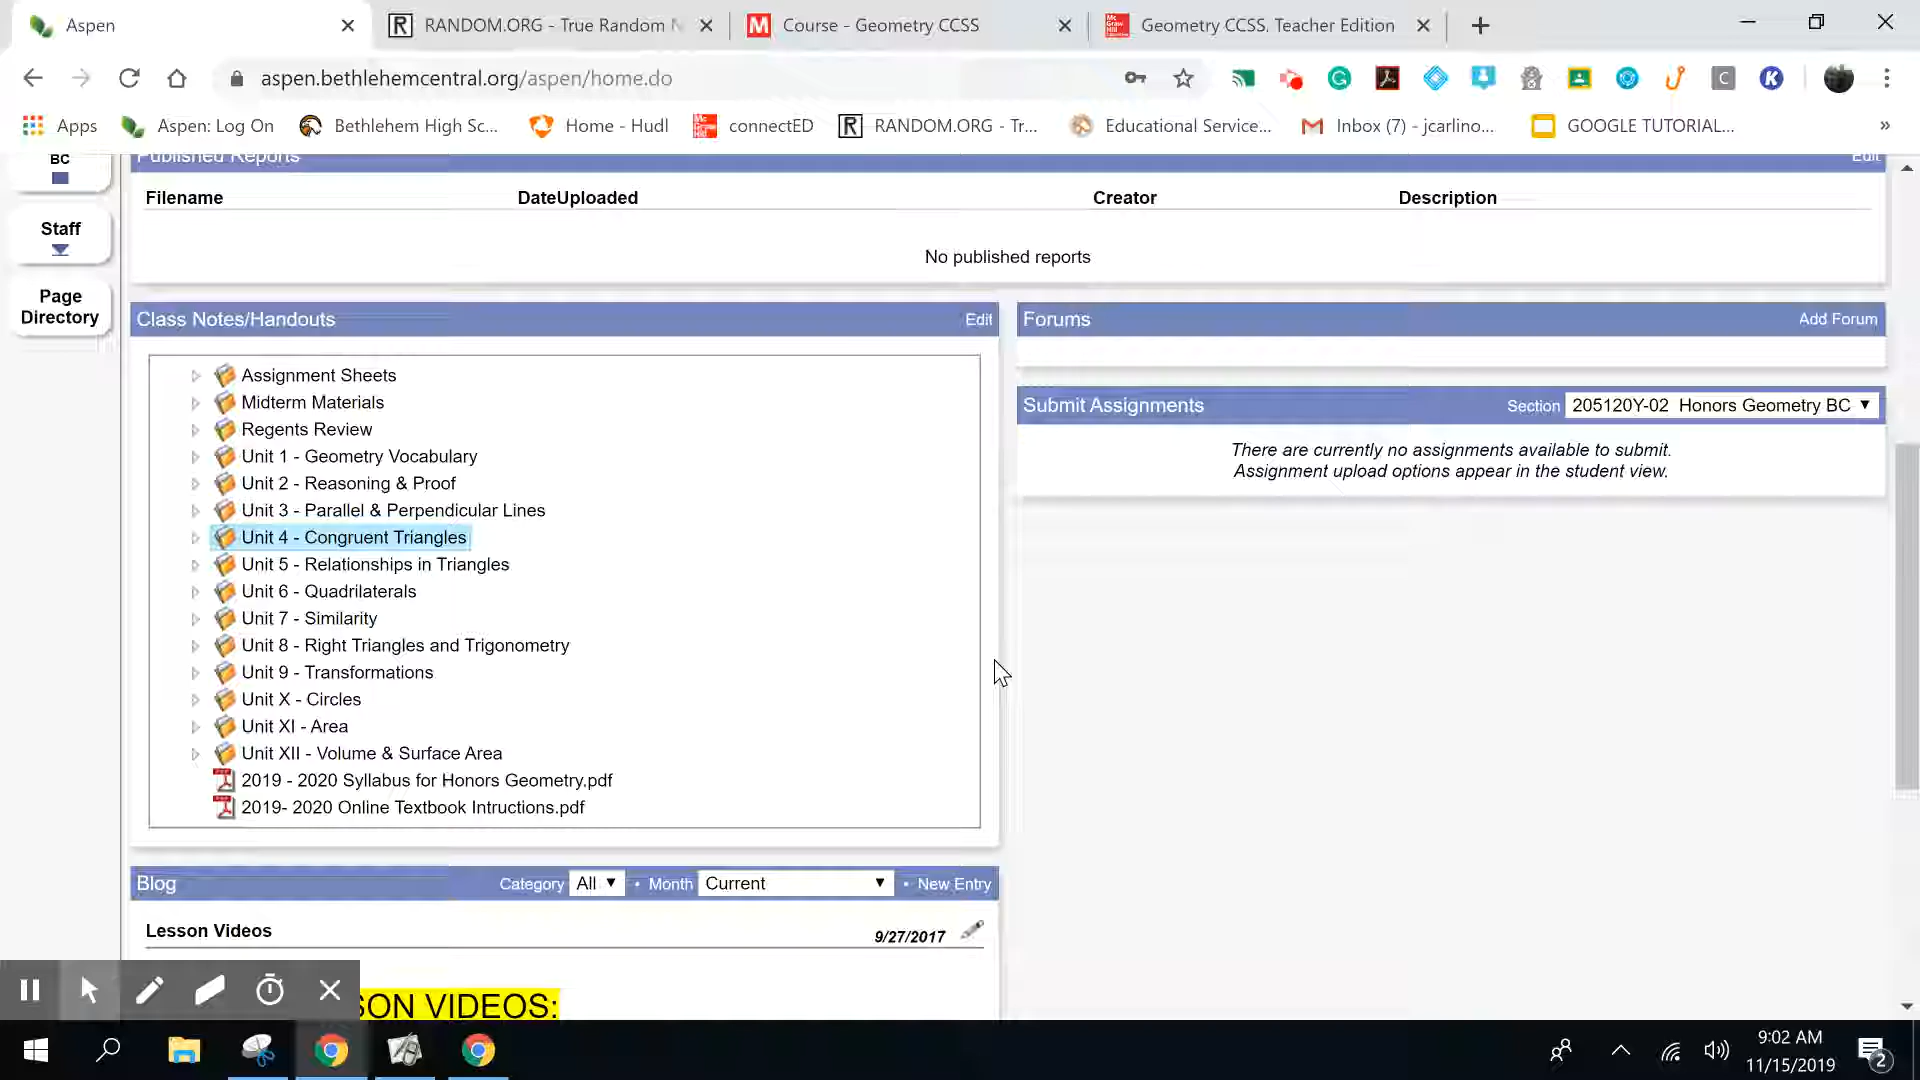 Aspen
RANDOM.ORG - True Random N
Course - Geometry CCSS
Geometry CCSS, Teacher Edition
aspen.bethlehemcentral.org/aspen/home.do
Apps
Aspen: Log On
Bethlehem High Sc...
Home - Hudl
connectED
RANDOM.ORG - Tr...
Educational Service...
Inbox (7) - jcarlino...
GOOGLE TUTORIAL...
»
BC
Staff
Page
Directory
Published Reports
Edit
Filename
DateUploaded
Creator
Description
No published reports
Class Notes/Handouts
Edit
Assignment Sheets
Midterm Materials
Regents Review
Unit 1 - Geometry Vocabulary
Unit 2 - Reasoning & Proof
Unit 3 - Parallel & Perpendicular Lines
Unit 4 - Congruent Triangles
Unit 5 - Relationships in Triangles
Unit 6 - Quadrilaterals
Unit 7 - Similarity
Unit 8 - Right Triangles and Trigonometry
Unit 9 - Transformations
Unit X - Circles
Unit XI - Area
Unit XII - Volume & Surface Area
2019 - 2020 Syllabus for Honors Geometry.pdf
2019- 2020 Online Textbook Intructions.pdf
Forums
Add Forum
Submit Assignments
Section
205120Y-02 Honors Geometry BC
There are currently no assignments available to submit.
Assignment upload options appear in the student view.
Blog
Category
All
• Month
Current
• New Entry
Lesson Videos
9/27/2017
SON VIDEOS:
9:02 AM
11/15/2019
2